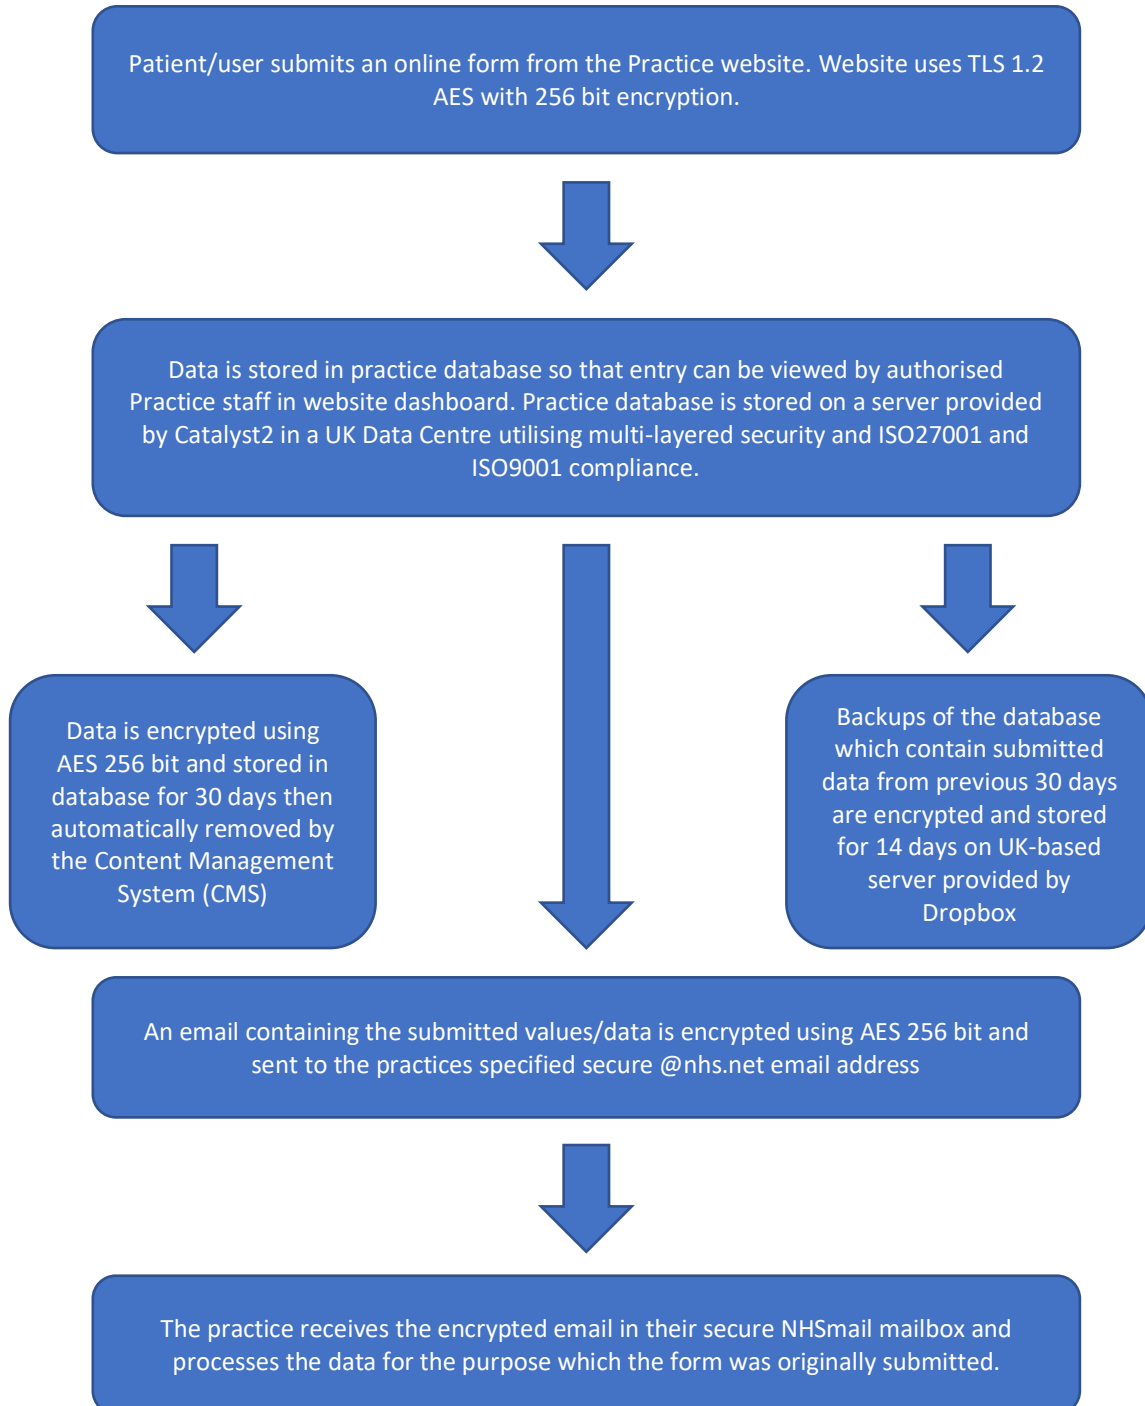 Patient/user submits an online form from the Practice website. Website uses TLS 1.2
AES with 256 bit encryption.
Data is stored in practice database so that entry can be viewed by authorised
Practice staff in website dashboard. Practice database is stored on a server provided
by Catalyst2 in a UK Data Centre utilising multi-layered security and ISO27001 and
ISO9001 compliance.
Data is encrypted using
AES 256 bit and stored in
database for 30 days then
automatically removed by
the Content Management
System (CMS)
Backups of the database
which contain submitted
data from previous 30 days
are encrypted and stored
for 14 days on UK-based
server provided by
Dropbox
An email containing the submitted values/data is encrypted using AES 256 bit and
sent to the practices specified secure @nhs.net email address
The practice receives the encrypted email in their secure NHSmail mailbox and
processes the data for the purpose which the form was originally submitted.